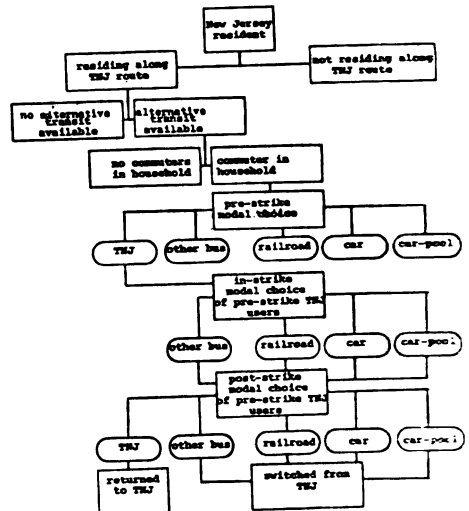 New Jersey
resident
residing along
TNJ route
not residing along
TNJ route
no alternative
transit
available
alternative
transit
available
no commuters
in household
commuter in
household
pre-strike
modal choice
TNJ
other bus
railroad
car
car-pool
in-strike
modal choice
of pre-strike TNJ
users
other bus
railroad
car
car-pool
post-strike
modal choice
of pre-strike TNJ
users
TNJ
other bus
railroad
car
car-pool
returned
to TNJ
switched from
TNJ